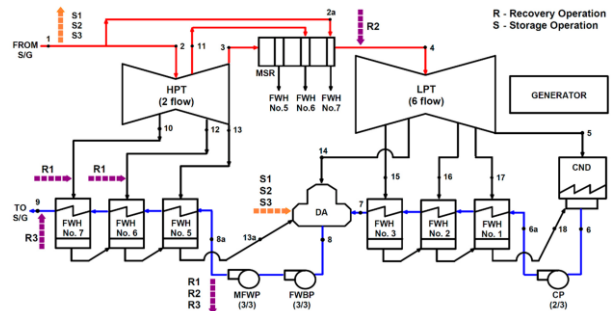 S1
S2
S3
FROM
S/G
1
2
11
3
2a
R2
4
R - Recovery Operation
S - Storage Operation
MSR
FWH
No.5
FWH
No.6
FWH
No.7
HPT
(2 flow)
LPT
(6 flow)
GENERATOR
10
12
13
5
R1
R1
S1
S2
S3
14
15
16
17
CND
TO
S/G
9
R3
FWH
No. 7
FWH
No. 6
FWH
No. 5
8a
13a
DA
7
8
FWH
No. 3
FWH
No. 2
FWH
No. 1
6a
18
6
R1
R2
R3
MFWP
(3/3)
FWBP
(3/3)
CP
(2/3)